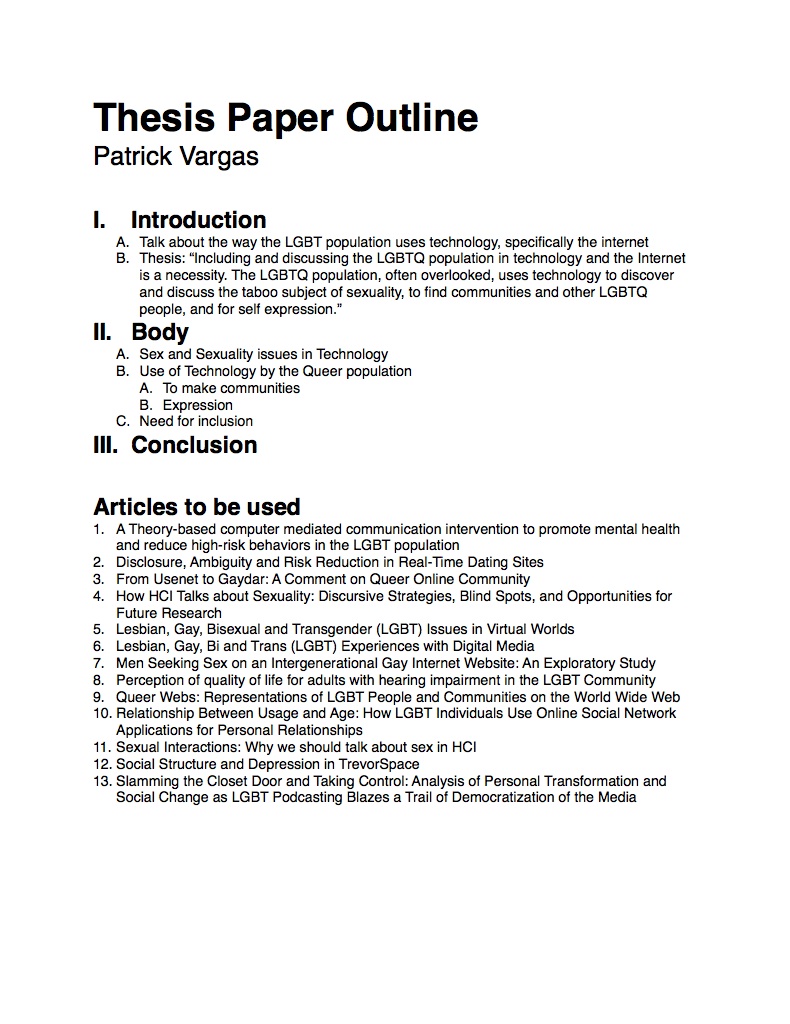 Thesis Paper Outline
Patrick Vargas
I. Introduction
A. Talk about the way the LGBT population uses technology, specifically the internet
B. Thesis: “Including and discussing the LGBTQ population in technology and the Internet
is a necessity. The LGBTQ population, often overlooked, uses technology to discover
and discuss the taboo subject of sexuality, to find communities and other LGBTQ
people, and for self expression.”
II. Body
A. Sex and Sexuality issues in Technology
B. Use of Technology by the Queer population
A. To make communities
B. Expression
C. Need for inclusion
III. Conclusion
Articles to be used
1. A Theory-based computer mediated communication intervention to promote mental health
and reduce high-risk behaviors in the LGBT population
2. Disclosure, Ambiguity and Risk Reduction in Real-Time Dating Sites
3. From Usenet to Gaydar: A Comment on Queer Online Community
4. How HCI Talks about Sexuality: Discursive Strategies, Blind Spots, and Opportunities for
Future Research
5. Lesbian, Gay, Bisexual and Transgender (LGBT) Issues in Virtual Worlds
6. Lesbian, Gay, Bi and Trans (LGBT) Experiences with Digital Media
7. Men Seeking Sex on an Intergenerational Gay Internet Website: An Exploratory Study
8. Perception of quality of life for adults with hearing impairment in the LGBT Community
9. Queer Webs: Representations of LGBT People and Communities on the World Wide Web
10. Relationship Between Usage and Age: How LGBT Individuals Use Online Social Network
Applications for Personal Relationships
11. Sexual Interactions: Why we should talk about sex in HCI
12. Social Structure and Depression in TrevorSpace
13. Slamming the Closet Door and Taking Control: Analysis of Personal Transformation and
Social Change as LGBT Podcasting Blazes a Trail of Democratization of the Media